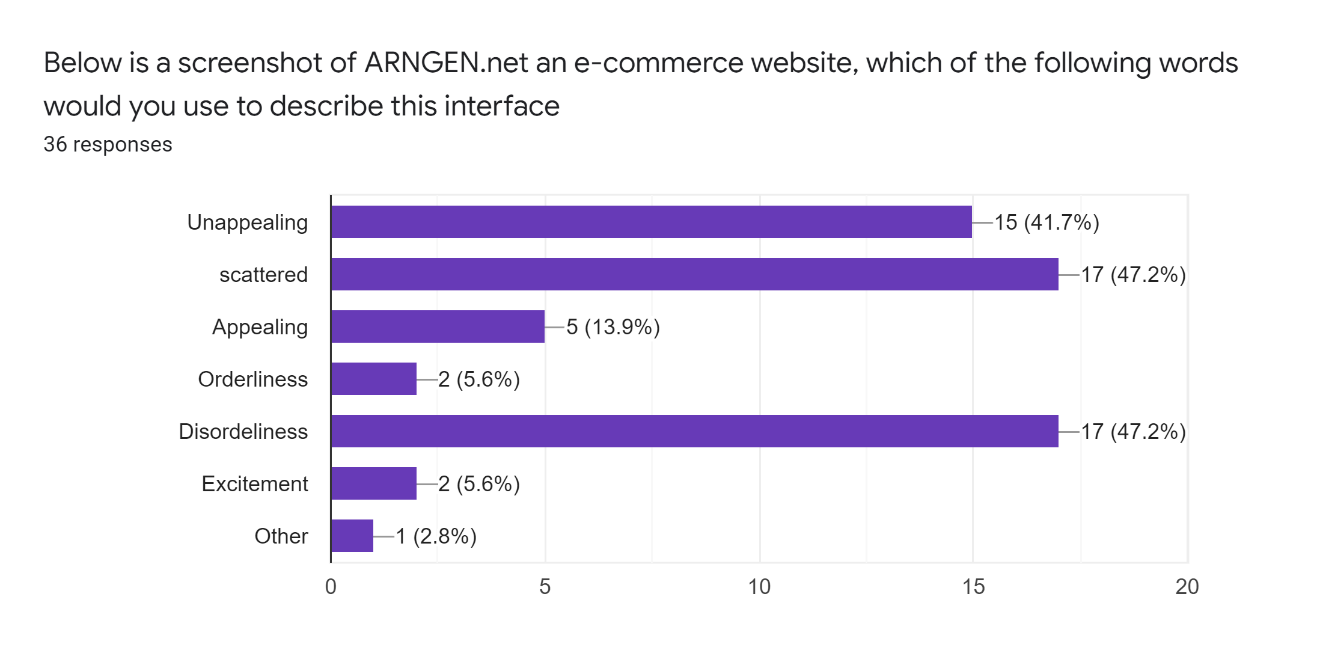 Below is a screenshot of ARNGEN.net an e-commerce website, which of the following words
would you use to describe this interface
36 responses
Unappealing 15 (41.7%)
scattered 17 (47.2%)
Appealing 5 (13.9%)
Orderliness 2 (5.6%)
Disordeliness 17 (47.2%)
Excitement 2 (5.6%)
Other 1 (2.8%)
0 5 10 15 20